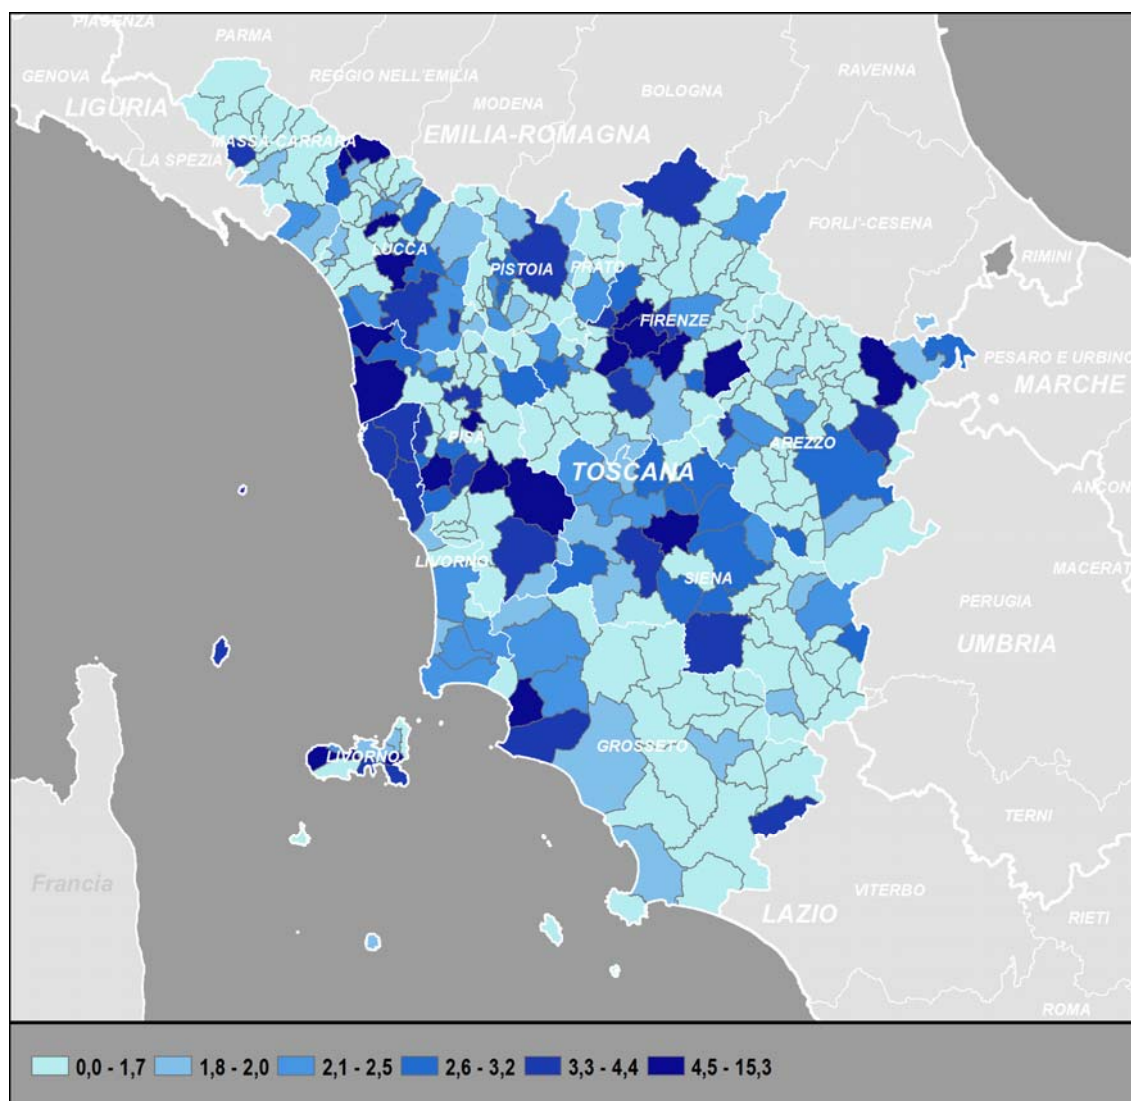 PIACENZA
PARMA
GENOVA
REGGIO NELL'EMILIA
RAVENNA
BOLOGNA
MODENA
LIGURIA
EMILIA-ROMAGNA
MASSA-CARRARA
LA SPEZIA
FORLI'-CESENA
LUCCA
RIMINI
PISTOIA
PRATO
FIRENZE
PESARO E URBINO
MARCHE
PISA
AREZZO
TOSCANA
ANCON
LIVORNO
SIENA
MACERAT
PERUGIA
UMBRIA
GROSSETO
LIVORNO
TERNI
Francia
VITERBO
LAZIO
RIETI
ROMA
0,0 - 1,7 1,8 - 2,0 2,1 - 2,5 2,6 - 3,2 3,3 - 4,4 4,5 - 15,3